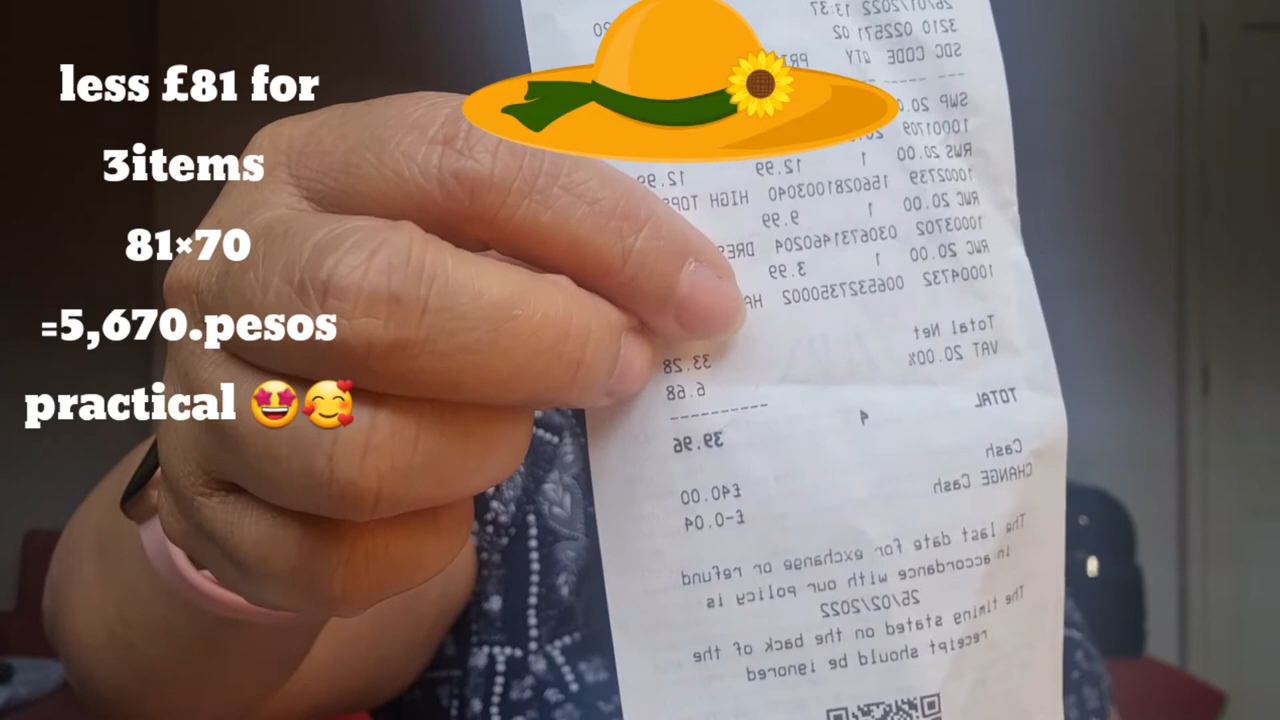 less £81 for
3items
81×70
=5,670.pesos
practical 🤩🥰
26/01/2022 13:37
3210 022571 02
SDC CODE QTY
SWP 20.0
10001709
RWS 20.00 1 12.99 12.99
10002739 1560281003040 HIGH TOPS
RWC 20.00 1 9.99
10003702 0306731460204 DRES
RWC 20.00 1 3.99
10004732 0065327350002 HA
Total Net 33.28
VAT 20.00% 6.68
TOTAL 4 39.96
Cash £40.00
CHANGE Cash £-0.04
The last date for exchange or refund
in accordance with our policy is
25/02/2022
The timing stated on the back of the
receipt should be ignored